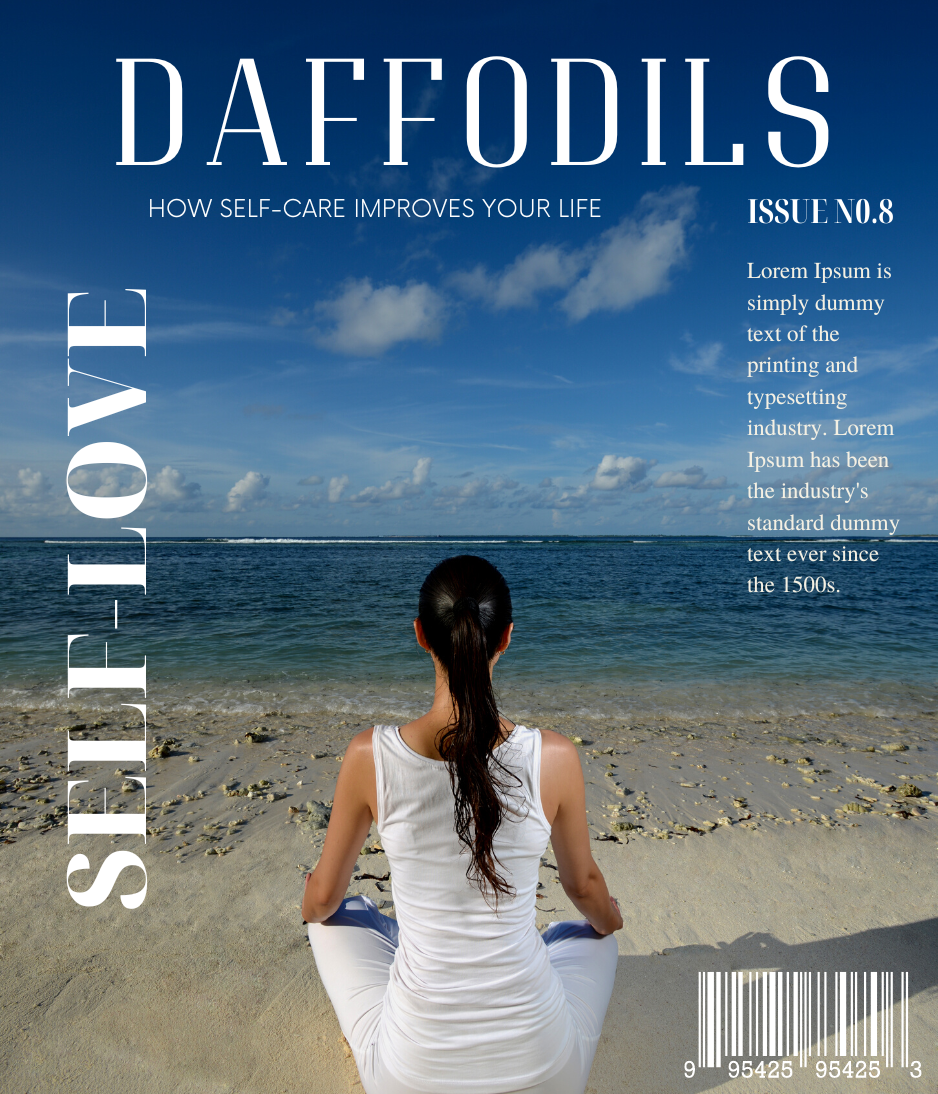 DAFFODILS
HOW SELF-CARE IMPROVES YOUR LIFE
ISSUE N0.8
Lorem Ipsum is
simply dummy
text of the
printing and
typesetting
industry. Lorem
Ipsum has been
the industry's
standard dummy
text ever since
the 1500s.
SELF-LOVE
9 95425 95425 3